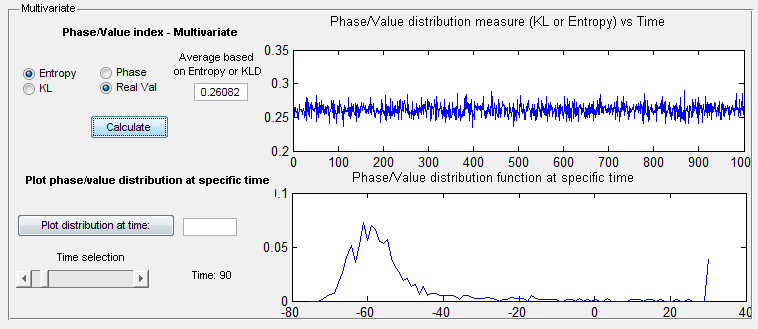 Multivariate
Phase/Value index - Multivariate
Entropy
KL
Phase
Real Val
Average based
on Entropy or KLD
0.26082
Calculate
Phase/Value distribution measure (KL or Entropy) vs Time
0.35
0.3
0.25
0.2
0 100 200 300 400 500 600 700 800 900 1000
Plot phase/value distribution at specific time
Plot distribution at time:
Time selection
Time: 90
Phase/Value distribution function at specific time
0.1
0.05
0
-80 -60 -40 -20 0 20 40